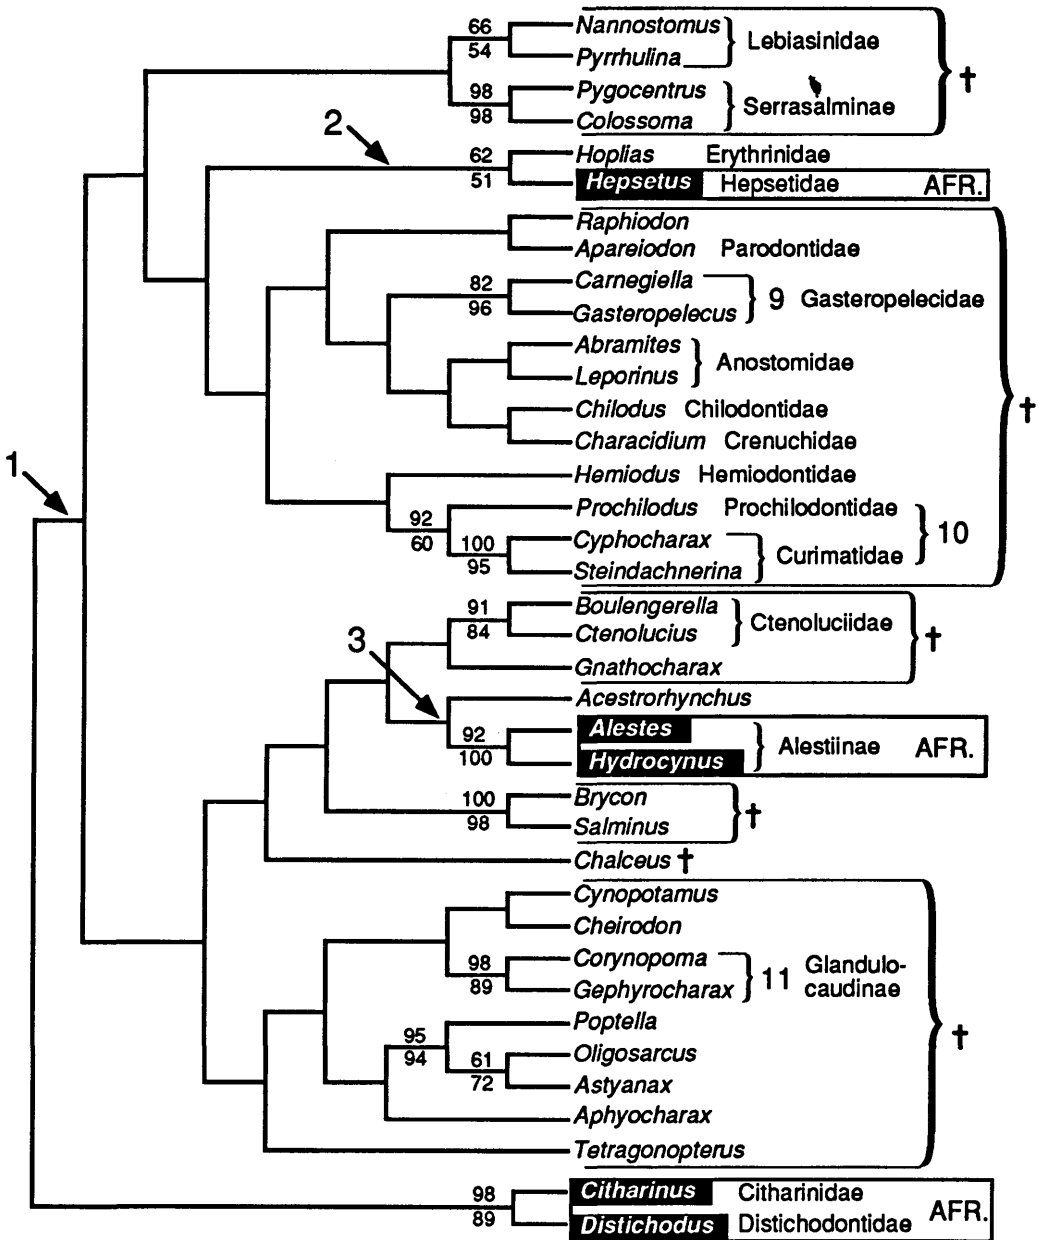 66
Nannostomus
54
Pyrrhulina
Lebiasinidae
†
98
Pygocentrus
98
Colossoma
Serrasalminae
2
62
Hoplias Erythrinidae
51
Hepsetus Hepsetidae AFR.
Raphiodon
Apareiodon Parodontidae
82
Carnegiella
96
Gasteropelecus
9 Gasteropelecidae
Abramites
Leporinus
Anostomidae
Chilodus Chilodontidae
Characidium Crenuchidae
†
1
Hemiodus Hemiodontidae
92
Prochilodus Prochilodontidae
60
100
Cyphocharax
95
Steindachnerina
Curimatidae
10
91
Boulengerella
84
Ctenolucius
Ctenoluciidae
†
3
Gnathocharax
Acestrorhynchus
92
Alestes
100
Hydrocynus
Alestiinae AFR.
100
Brycon
98
Salminus
†
Chalceus †
Cynopotamus
Cheirodon
98
Corynopoma
89
Gephyrocharax
11 Glandulo-
caudinae
Poptella
95
94
61
Oligosarcus
72
Astyanax
†
Aphyocharax
Tetragonopterus
98
Citharinus Citharinidae
89
Distichodus Distichodontidae
AFR.